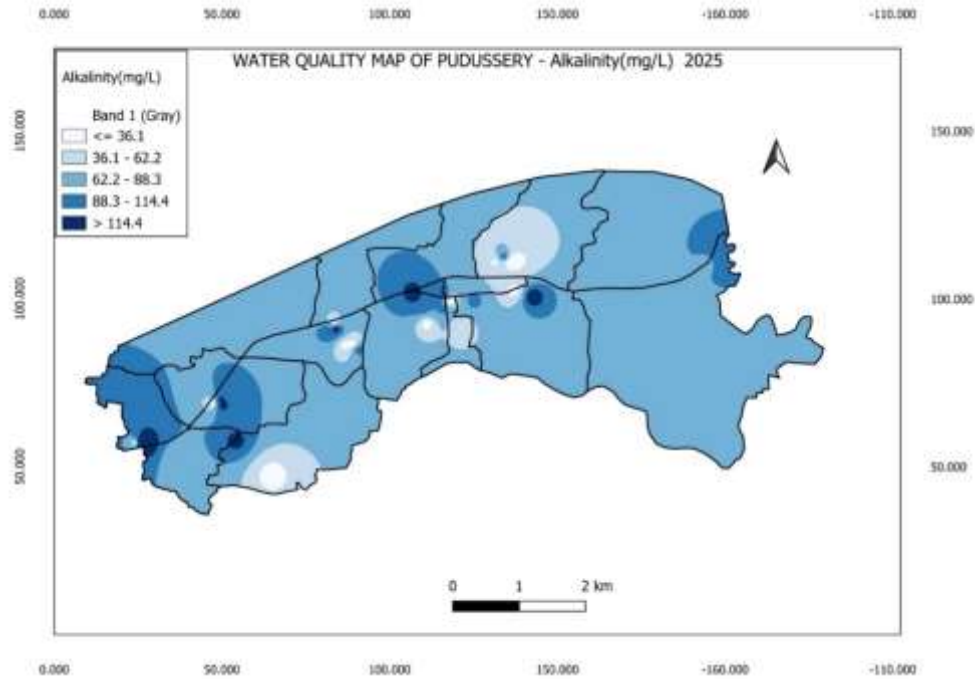 0.000 50.000 100.000 150.000 -160.000 -110.000
WATER QUALITY MAP OF PUDUSSERY - Alkalinity(mg/L) 2025
Alkalinity(mg/L)
Band 1 (Gray)
<= 36.1
36.1 - 62.2
62.2 - 88.3
88.3 - 114.4
> 114.4
150.000 150.000
100.000 100.000
50.000 50.000
0 1 2 km
0.000 50.000 100.000 150.000 -160.000 -110.000